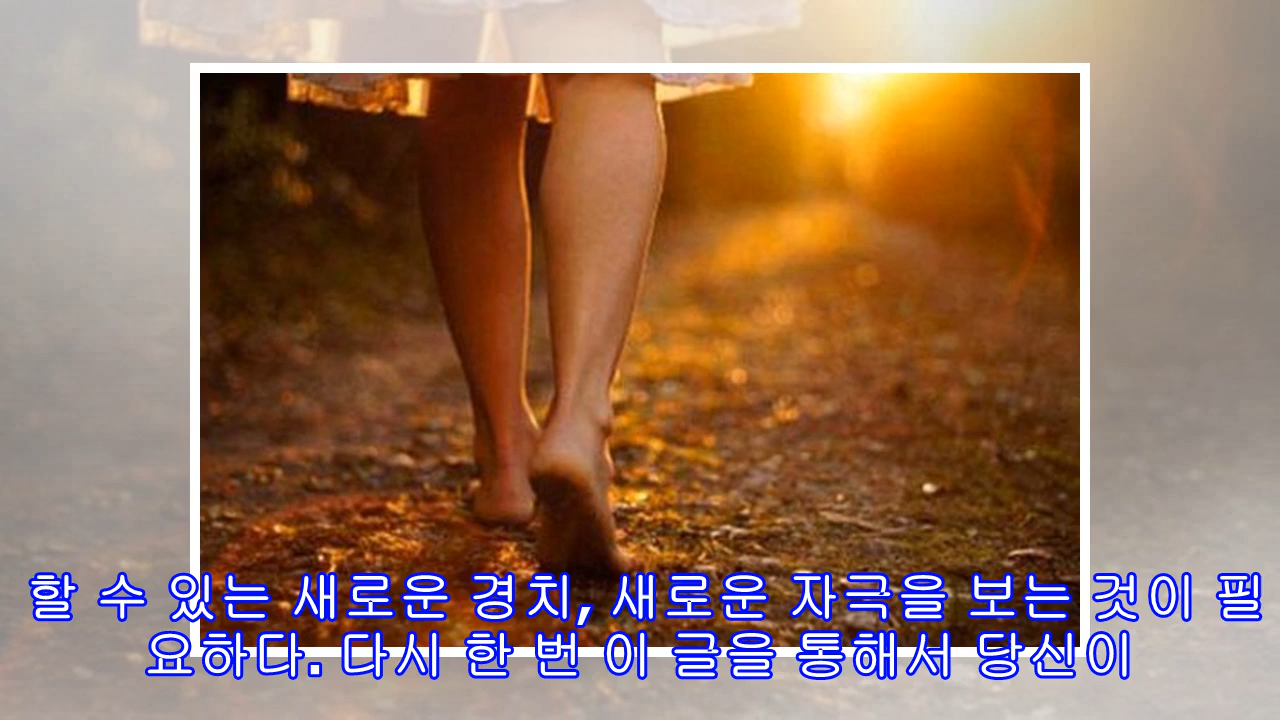 할 수 있는 새로운 경치, 새로운 자극을 보는 것이 필
요하다. 다시 한 번 이 글을 통해서 당신이